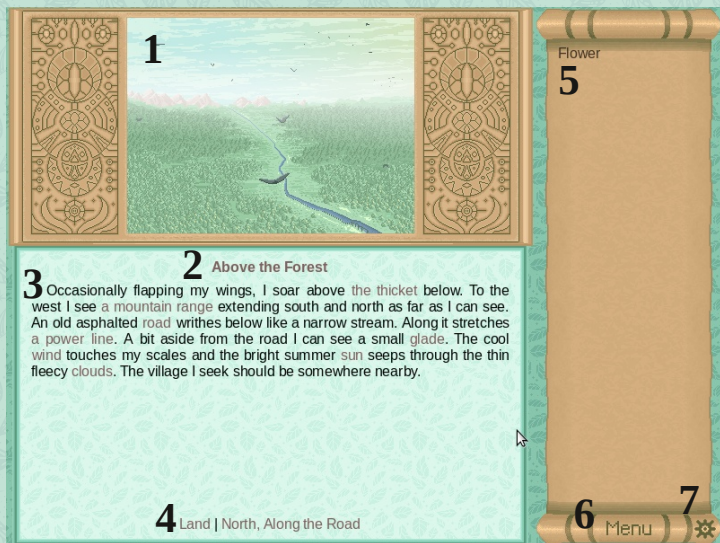 1
Flower
5
2 Above the Forest
3 Occasionally flapping my wings, I soar above the thicket below. To the
west I see a mountain range extending south and north as far as I can see.
An old asphalted road writhes below like a narrow stream. Along it stretches
a power line. A bit aside from the road I can see a small glade. The cool
wind touches my scales and the bright summer sun seeps through the thin
fleecy clouds. The village I seek should be somewhere nearby.
4 Land | North, Along the Road
6 Menu 7